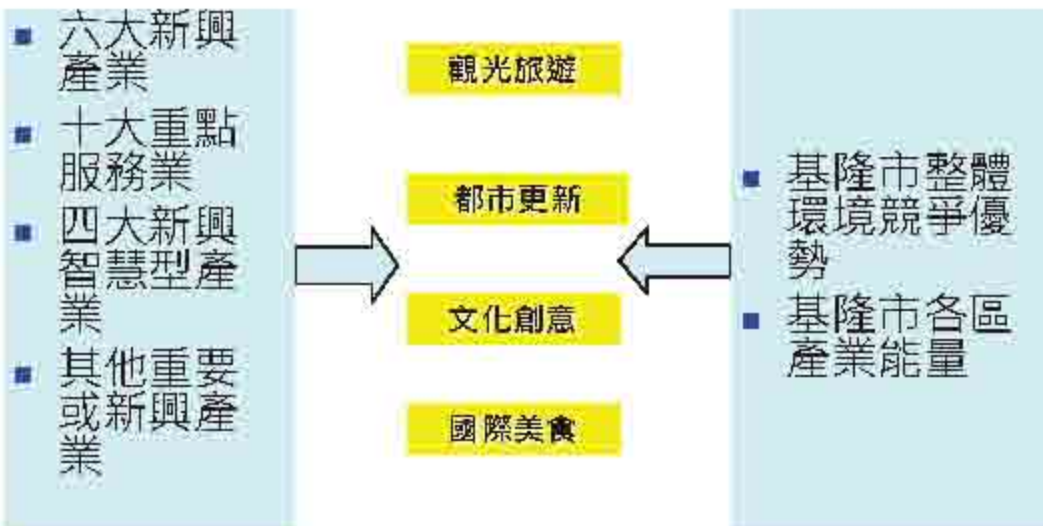 六大新興
產業
十大重點
服務業
四大新興
智慧型產
業
其他重要
或新興產
業
觀光旅遊
都市更新
文化創意
國際美食
基隆市整體
環境競爭優
勢
基隆市各區
產業能量